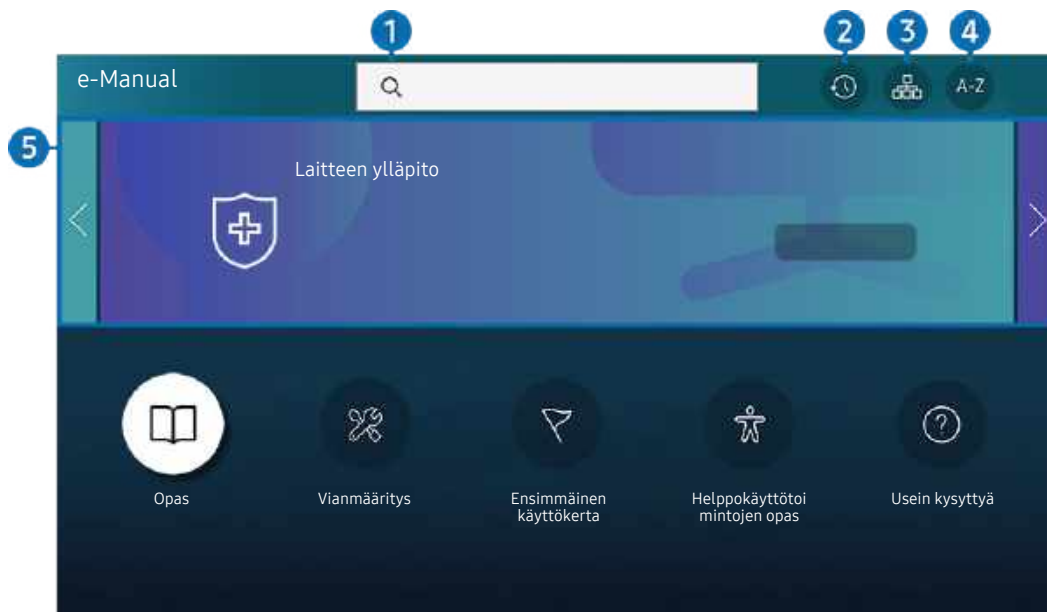 1
2
3
4
e-Manual
A-Z
5
Laitteen ylläpito
Opas
Vianmääritys
Ensimmäinen
käyttökerta
Helppokäyttötoi
mintojen opas
Usein kysyttyä